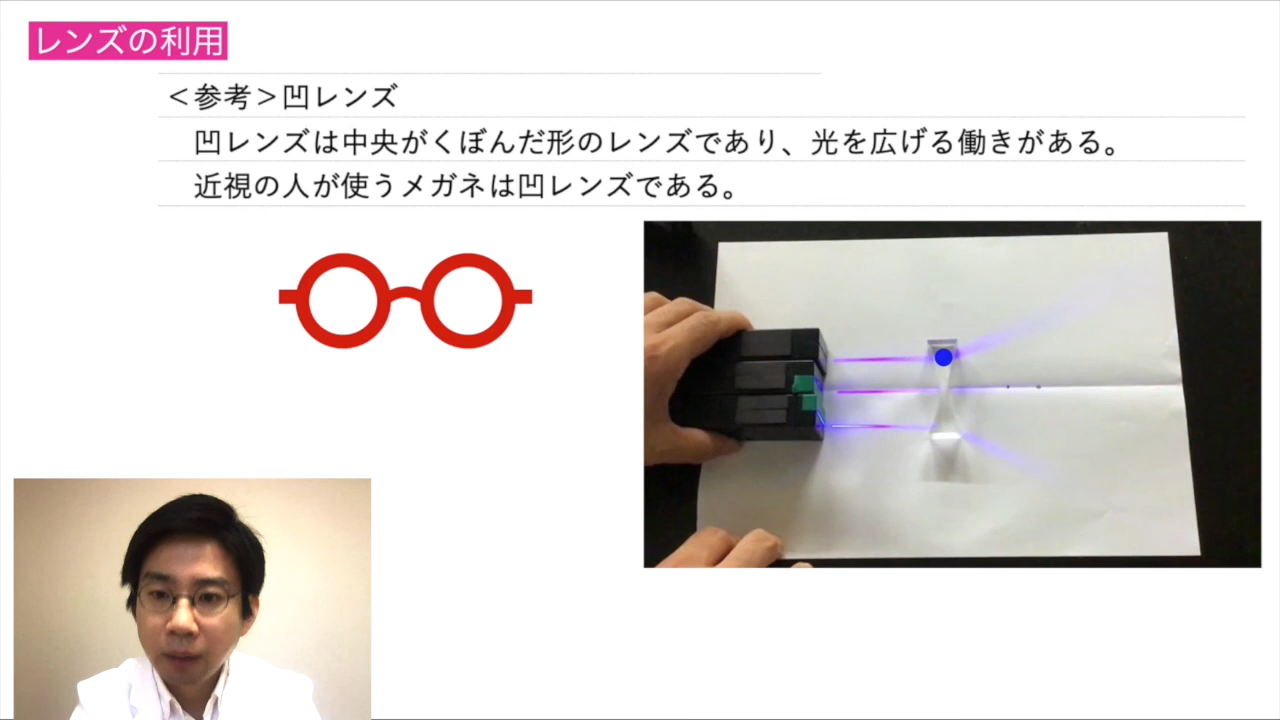 レンズの利用
＜参考＞凹レンズ
凹レンズは中央がくぼんだ形のレンズであり、光を広げる働きがある。
近視の人が使うメガネは凹レンズである。